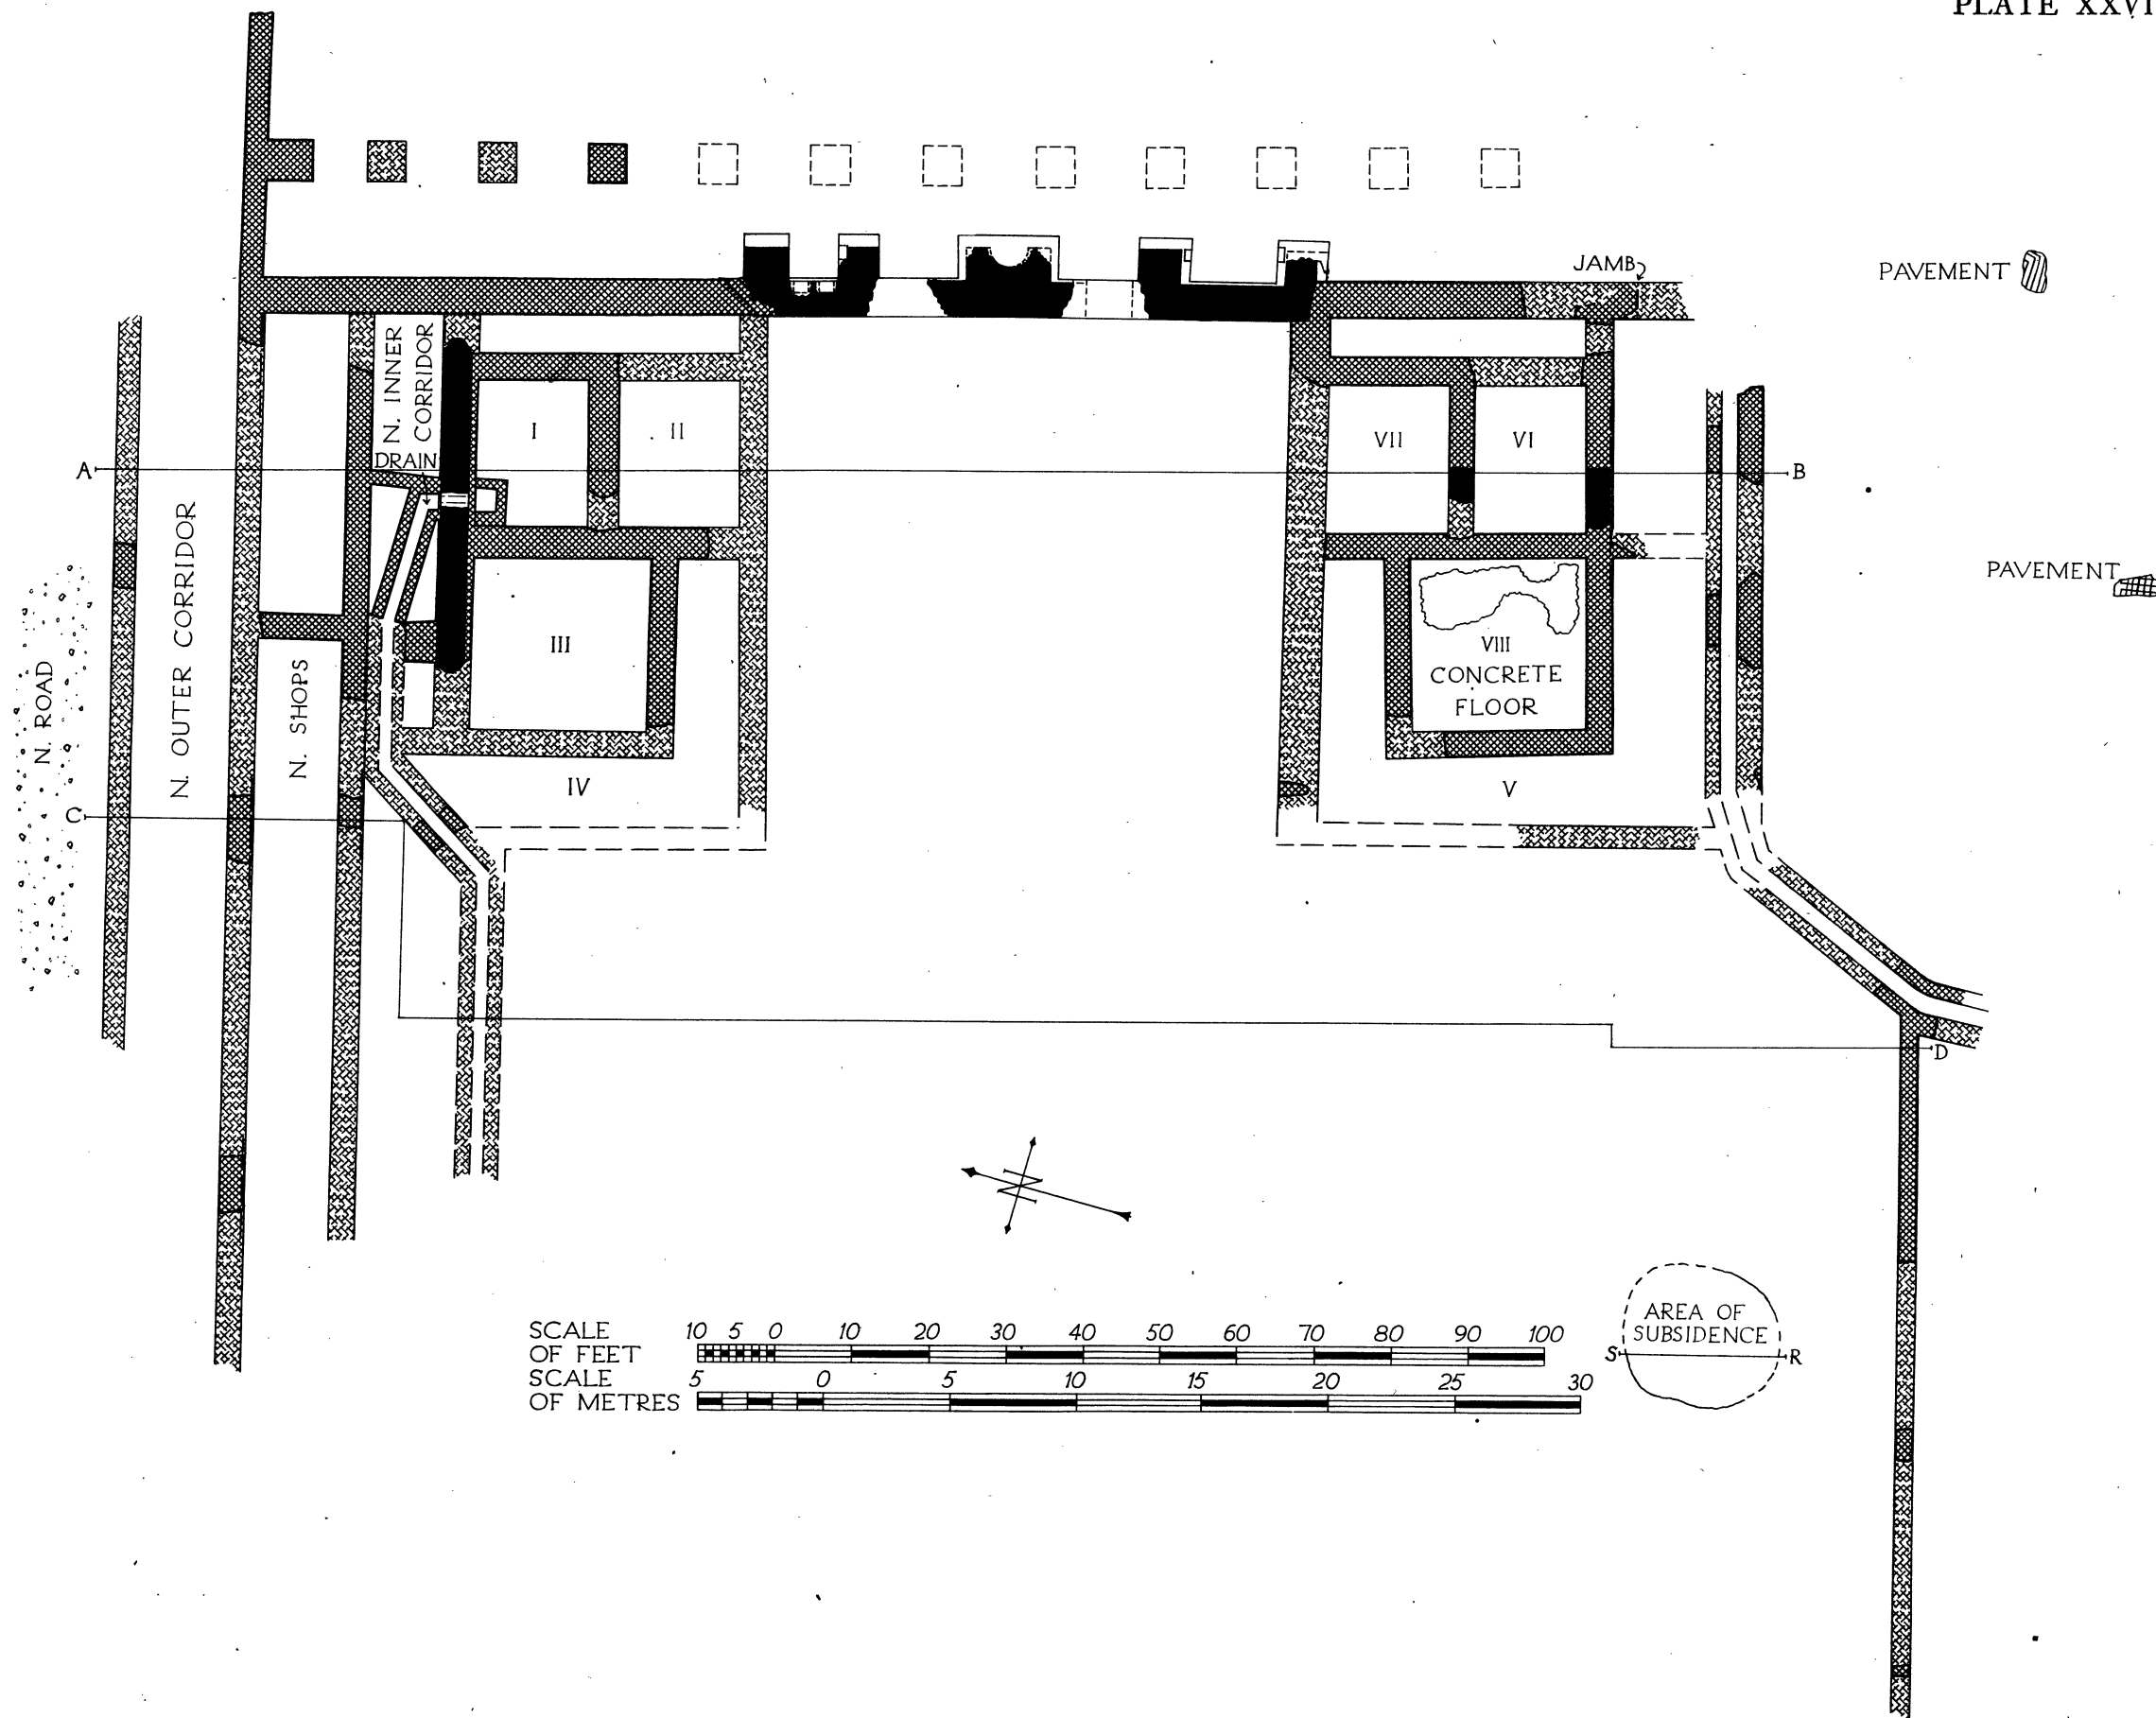 PLATE XXVI
JAMB
PAVEMENT
N. INNER
CORRIDOR
DRAIN
I
II
VII
VI
A
B
N. OUTER CORRIDOR
PAVEMENT
N. ROAD
N. SHOPS
III
VIII
CONCRETE
FLOOR
IV
V
C
D
N
SCALE
OF FEET
10 5 0 10 20 30 40 50 60 70 80 90 100
SCALE
OF METRES
5 0 5 10 15 20 25 30
AREA OF
SUBSIDENCE
S
R